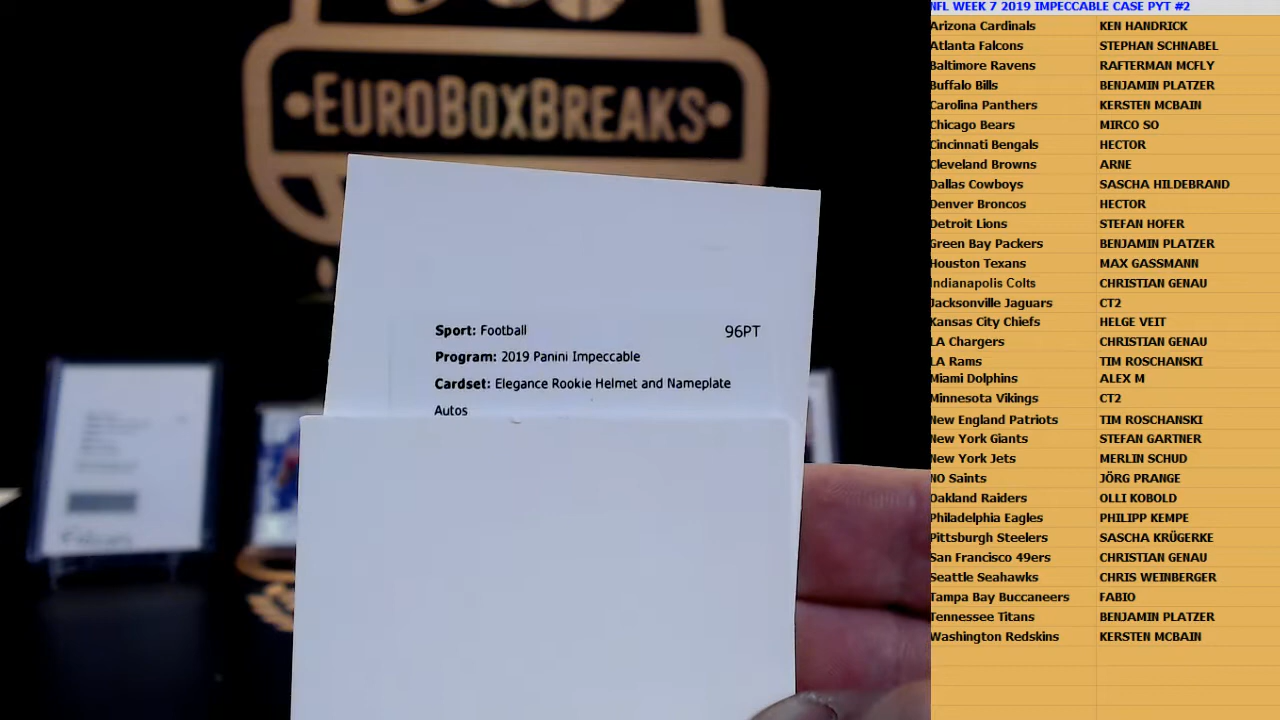 EUROBOXBREAKS
Sport: Football 96PT
Program: 2019 Panini Impeccable
Cardset: Elegance Rookie Helmet and Nameplate
Autos
NFL WEEK 7 2019 IMPECCABLE CASE PYT #2
Arizona Cardinals KEN HANDRICK
Atlanta Falcons STEPHAN SCHNABEL
Baltimore Ravens RAFTERMAN MCFLY
Buffalo Bills BENJAMIN PLATZER
Carolina Panthers KERSTEN MCBAIN
Chicago Bears MIRCO SO
Cincinnati Bengals HECTOR
Cleveland Browns ARNE
Dallas Cowboys SASCHA HILDEBRAND
Denver Broncos HECTOR
Detroit Lions STEFAN HOFER
Green Bay Packers BENJAMIN PLATZER
Houston Texans MAX GASSMANN
Indianapolis Colts CHRISTIAN GENAU
Jacksonville Jaguars CT2
Kansas City Chiefs HELGE VEIT
LA Chargers CHRISTIAN GENAU
LA Rams TIM ROSCHANSKI
Miami Dolphins ALEX M
Minnesota Vikings CT2
New England Patriots TIM ROSCHANSKI
New York Giants STEFAN GARTNER
New York Jets MERLIN SCHUD
NO Saints JÖRG PRANGE
Oakland Raiders OLLI KOBOLD
Philadelphia Eagles PHILIPP KEMPE
Pittsburgh Steelers SASCHA KRÜGERKE
San Francisco 49ers CHRISTIAN GENAU
Seattle Seahawks CHRIS WEINBERGER
Tampa Bay Buccaneers FABIO
Tennessee Titans BENJAMIN PLATZER
Washington Redskins KERSTEN MCBAIN